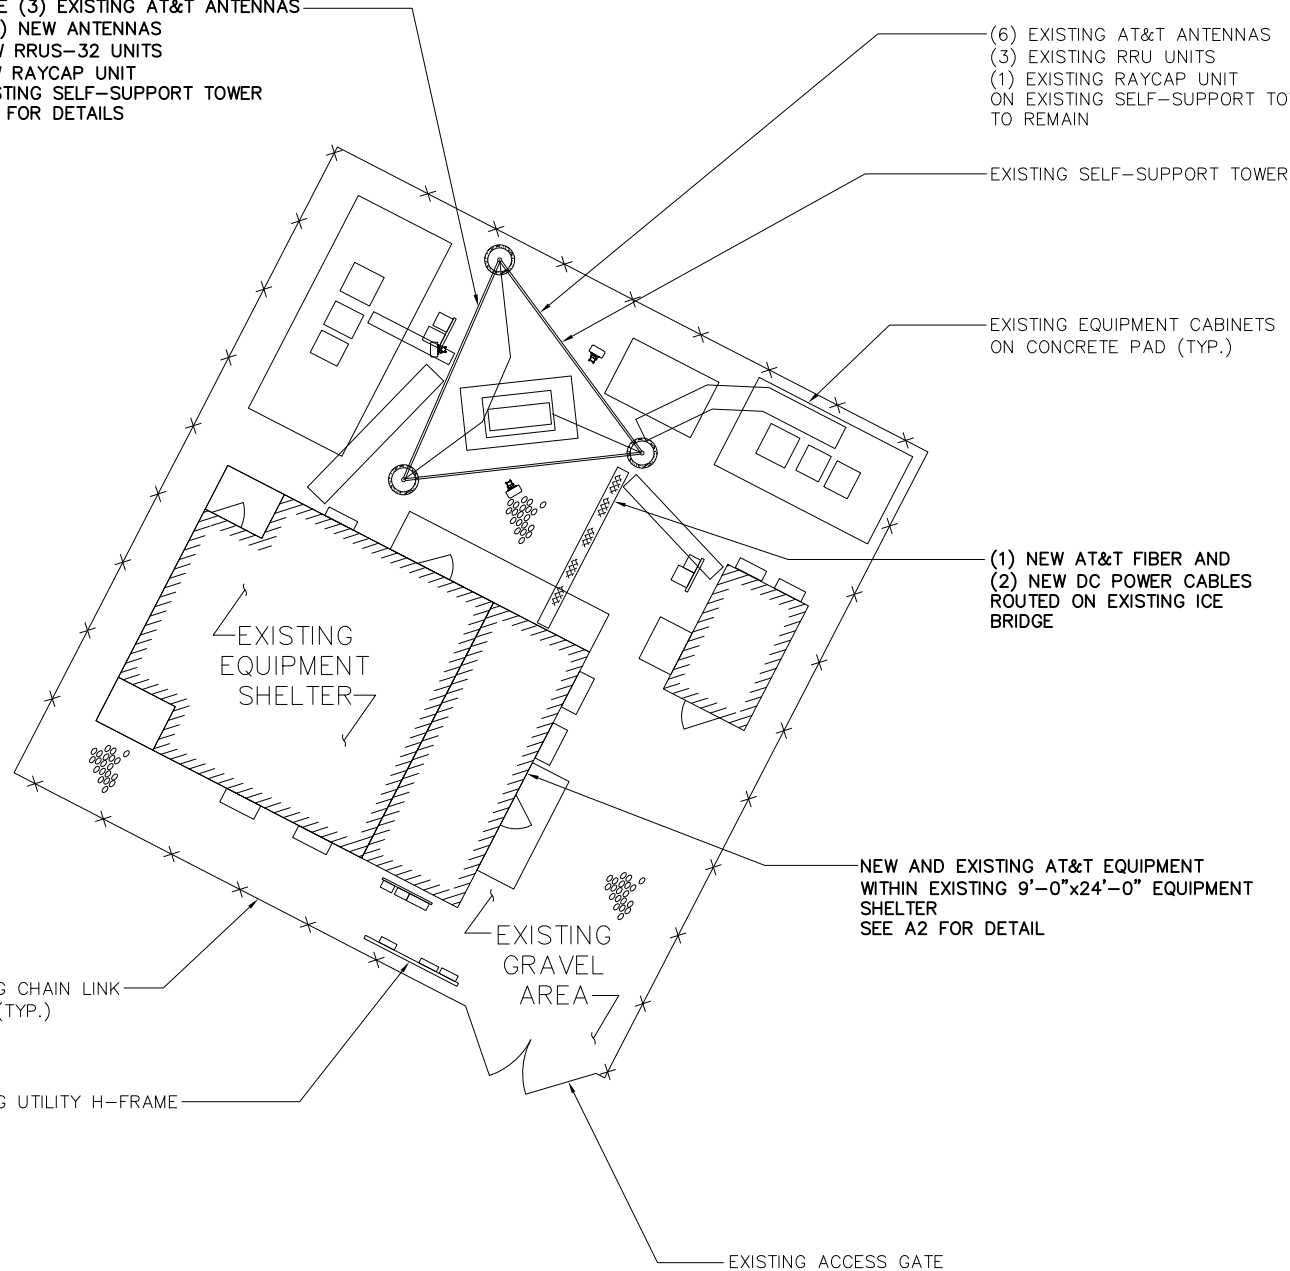 (3) EXISTING AT&T ANTENNAS
NEW ANTENNAS
RRUS-32 UNITS
RAYCAP UNIT
SELF-SUPPORT TOWER
FOR DETAILS
(6) EXISTING AT&T ANTENNAS
(3) EXISTING RRU UNITS
(1) EXISTING RAYCAP UNIT
ON EXISTING SELF-SUPPORT
TO REMAIN
EXISTING SELF-SUPPORT TOWER
EXISTING EQUIPMENT CABINETS
ON CONCRETE PAD (TYP.)
(1) NEW AT&T FIBER AND
(2) NEW DC POWER CABLES
ROUTED ON EXISTING ICE
BRIDGE
EXISTING
EQUIPMENT
SHELTER
NEW AND EXISTING AT&T EQUIPMENT
WITHIN EXISTING 9'-0"x24'-0" EQUIPMENT
SHELTER
SEE A2 FOR DETAIL
EXISTING
GRAVEL
AREA
CHAIN LINK
(TYP.)
UTILITY H-FRAME
EXISTING ACCESS GATE